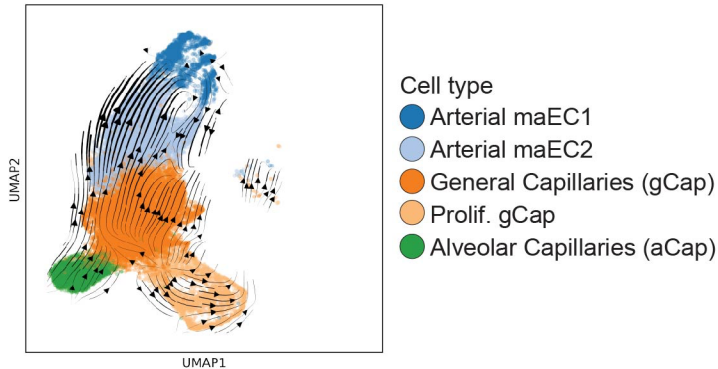 Cell type
Arterial maEC1
Arterial maEC2
General Capillaries (gCap)
Prolif. gCap
Alveolar Capillaries (aCap)
UMAP2
UMAP1